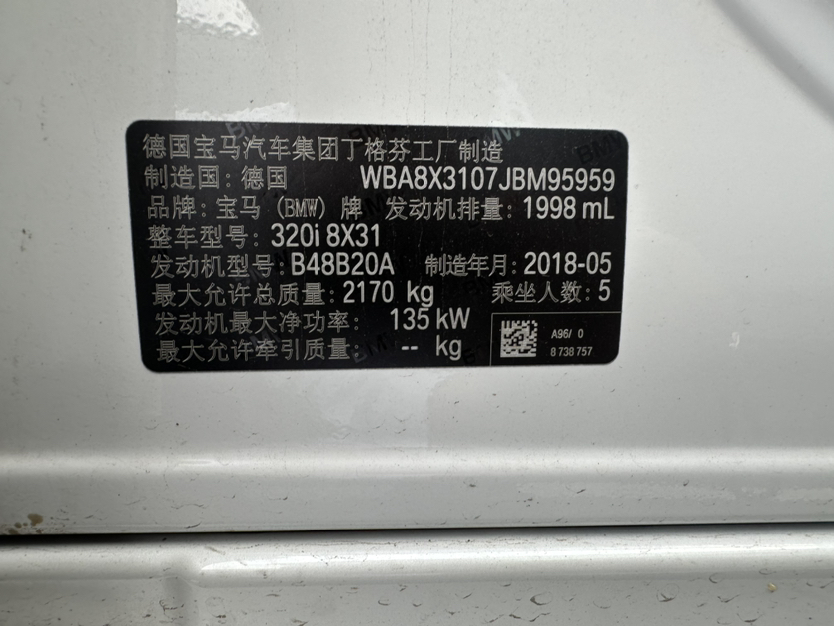 德国宝马汽车集团丁格芬工厂制造
制造国：德国 WBA8X3107JBM95959
品牌：宝马（BMW）牌 发动机排量：1998 mL
整车型号：320i 8X31
发动机型号：B48B20A 制造年月：2018-05
最大允许总质量：2170 kg 乘坐人数：5
发动机最大净功率： 135 kW
最大允许牵引质量： -- kg
A96/ 0
8 738 757